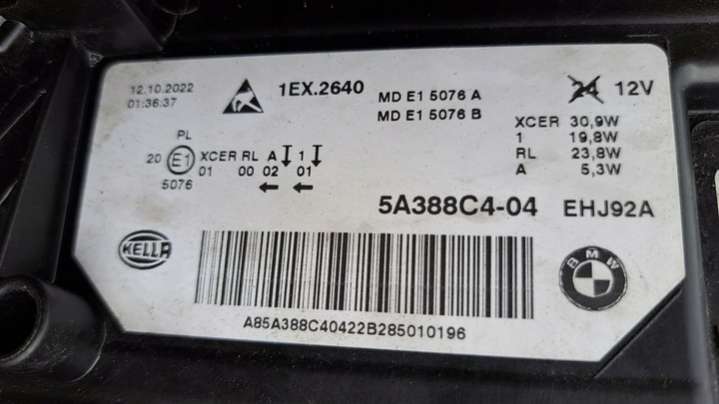 12.10.2022
01:36:37
1EX.2640
MD E1 5076 A
MD E1 5076 B
24 12V
XCER 30,9W
1 19,8W
RL 23,8W
A 5,3W
PL
20 E1 XCER RL A 1
01 00 02 01
5076
5A388C4-04 EHJ92A
HELLA
BMW
A85A388C40422B285010196